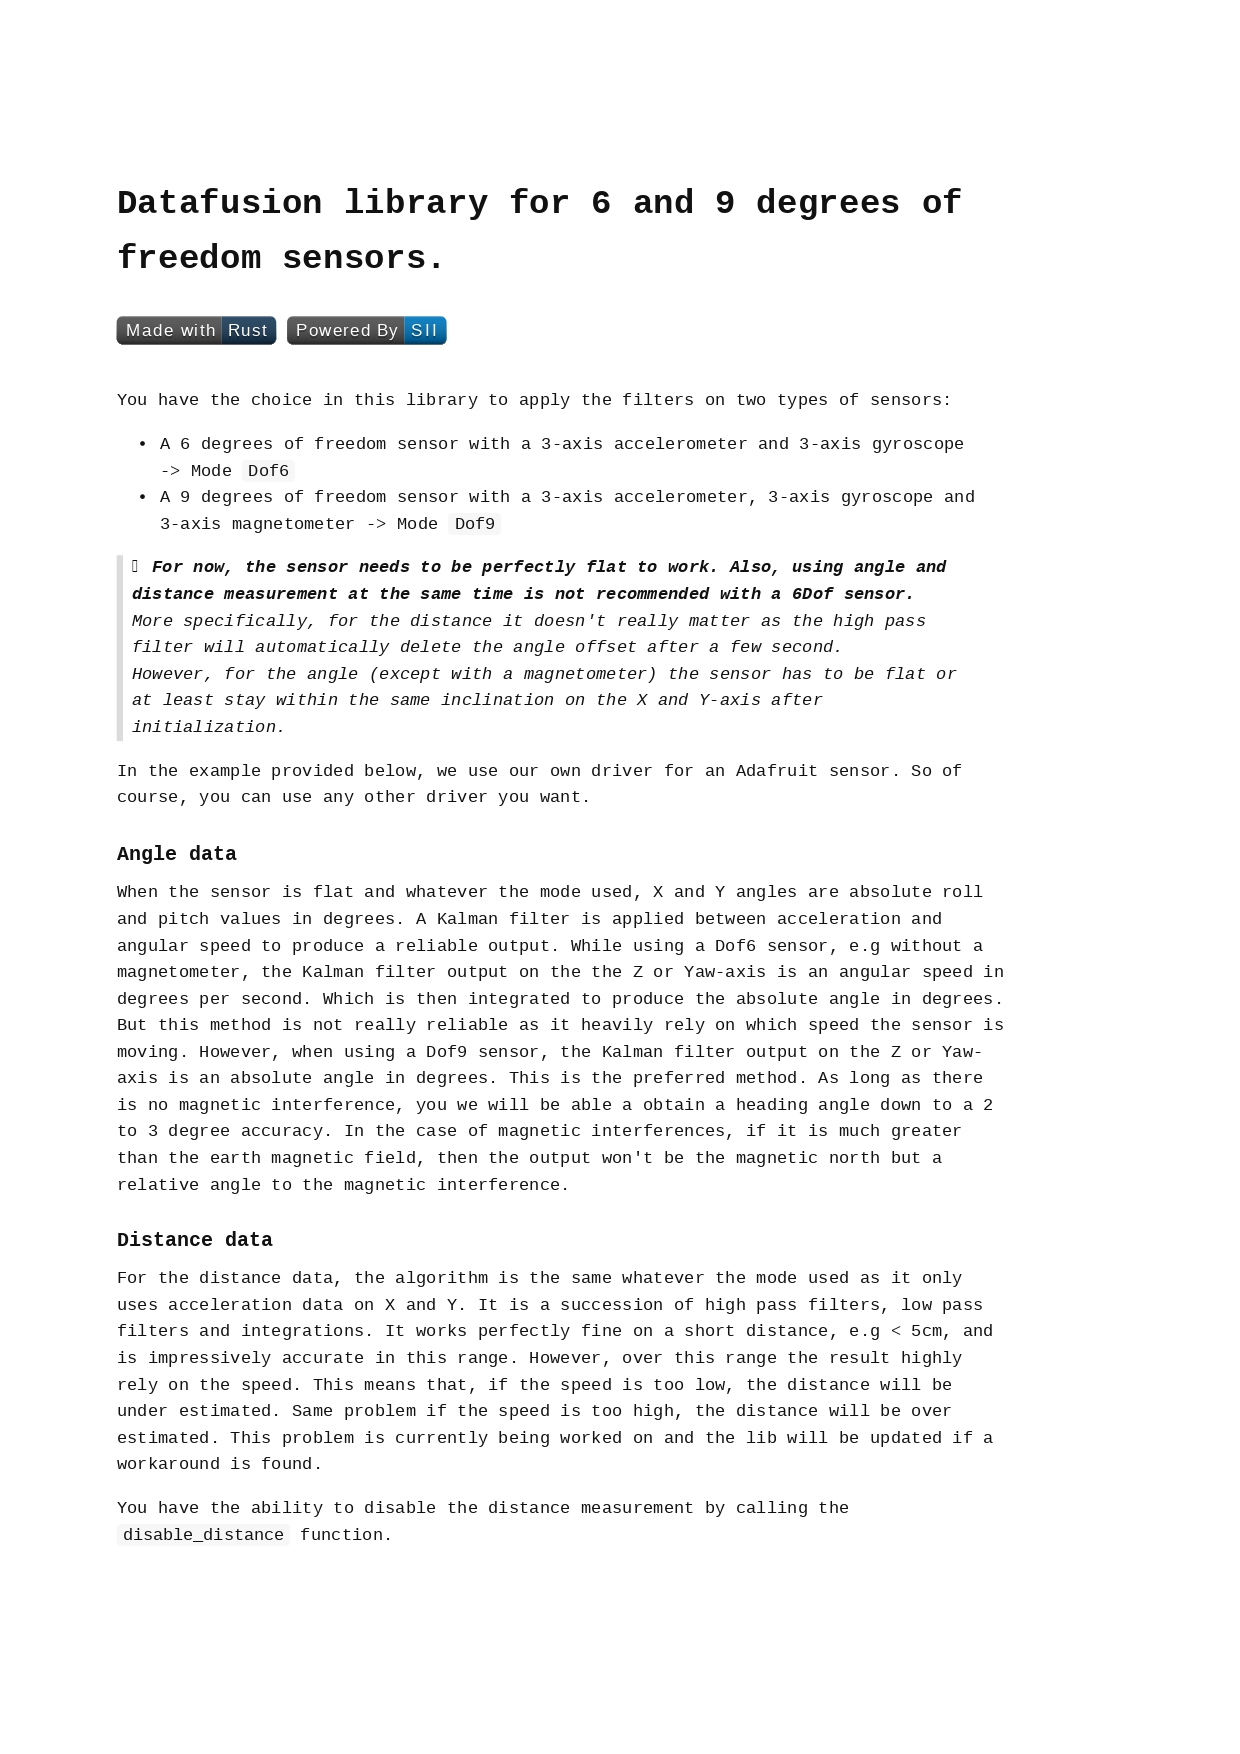 Datafusion library for 6 and 9 degrees of
freedom sensors.
Made with Rust Powered By SII
You have the choice in this library to apply the filters on two types of sensors:
• A 6 degrees of freedom sensor with a 3-axis accelerometer and 3-axis gyroscope
-> Mode Dof6
• A 9 degrees of freedom sensor with a 3-axis accelerometer, 3-axis gyroscope and
3-axis magnetometer -> Mode Dof9
For now, the sensor needs to be perfectly flat to work. Also, using angle and
distance measurement at the same time is not recommended with a 6Dof sensor.
More specifically, for the distance it doesn't really matter as the high pass
filter will automatically delete the angle offset after a few second.
However, for the angle (except with a magnetometer) the sensor has to be flat or
at least stay within the same inclination on the X and Y-axis after
initialization.
In the example provided below, we use our own driver for an Adafruit sensor. So of
course, you can use any other driver you want.
Angle data
When the sensor is flat and whatever the mode used, X and Y angles are absolute roll
and pitch values in degrees. A Kalman filter is applied between acceleration and
angular speed to produce a reliable output. While using a Dof6 sensor, e.g without a
magnetometer, the Kalman filter output on the the Z or Yaw-axis is an angular speed in
degrees per second. Which is then integrated to produce the absolute angle in degrees.
But this method is not really reliable as it heavily rely on which speed the sensor is
moving. However, when using a Dof9 sensor, the Kalman filter output on the Z or Yaw-
axis is an absolute angle in degrees. This is the preferred method. As long as there
is no magnetic interference, you we will be able a obtain a heading angle down to a 2
to 3 degree accuracy. In the case of magnetic interferences, if it is much greater
than the earth magnetic field, then the output won't be the magnetic north but a
relative angle to the magnetic interference.
Distance data
For the distance data, the algorithm is the same whatever the mode used as it only
uses acceleration data on X and Y. It is a succession of high pass filters, low pass
filters and integrations. It works perfectly fine on a short distance, e.g < 5cm, and
is impressively accurate in this range. However, over this range the result highly
rely on the speed. This means that, if the speed is too low, the distance will be
under estimated. Same problem if the speed is too high, the distance will be over
estimated. This problem is currently being worked on and the lib will be updated if a
workaround is found.
You have the ability to disable the distance measurement by calling the
disable_distance function.